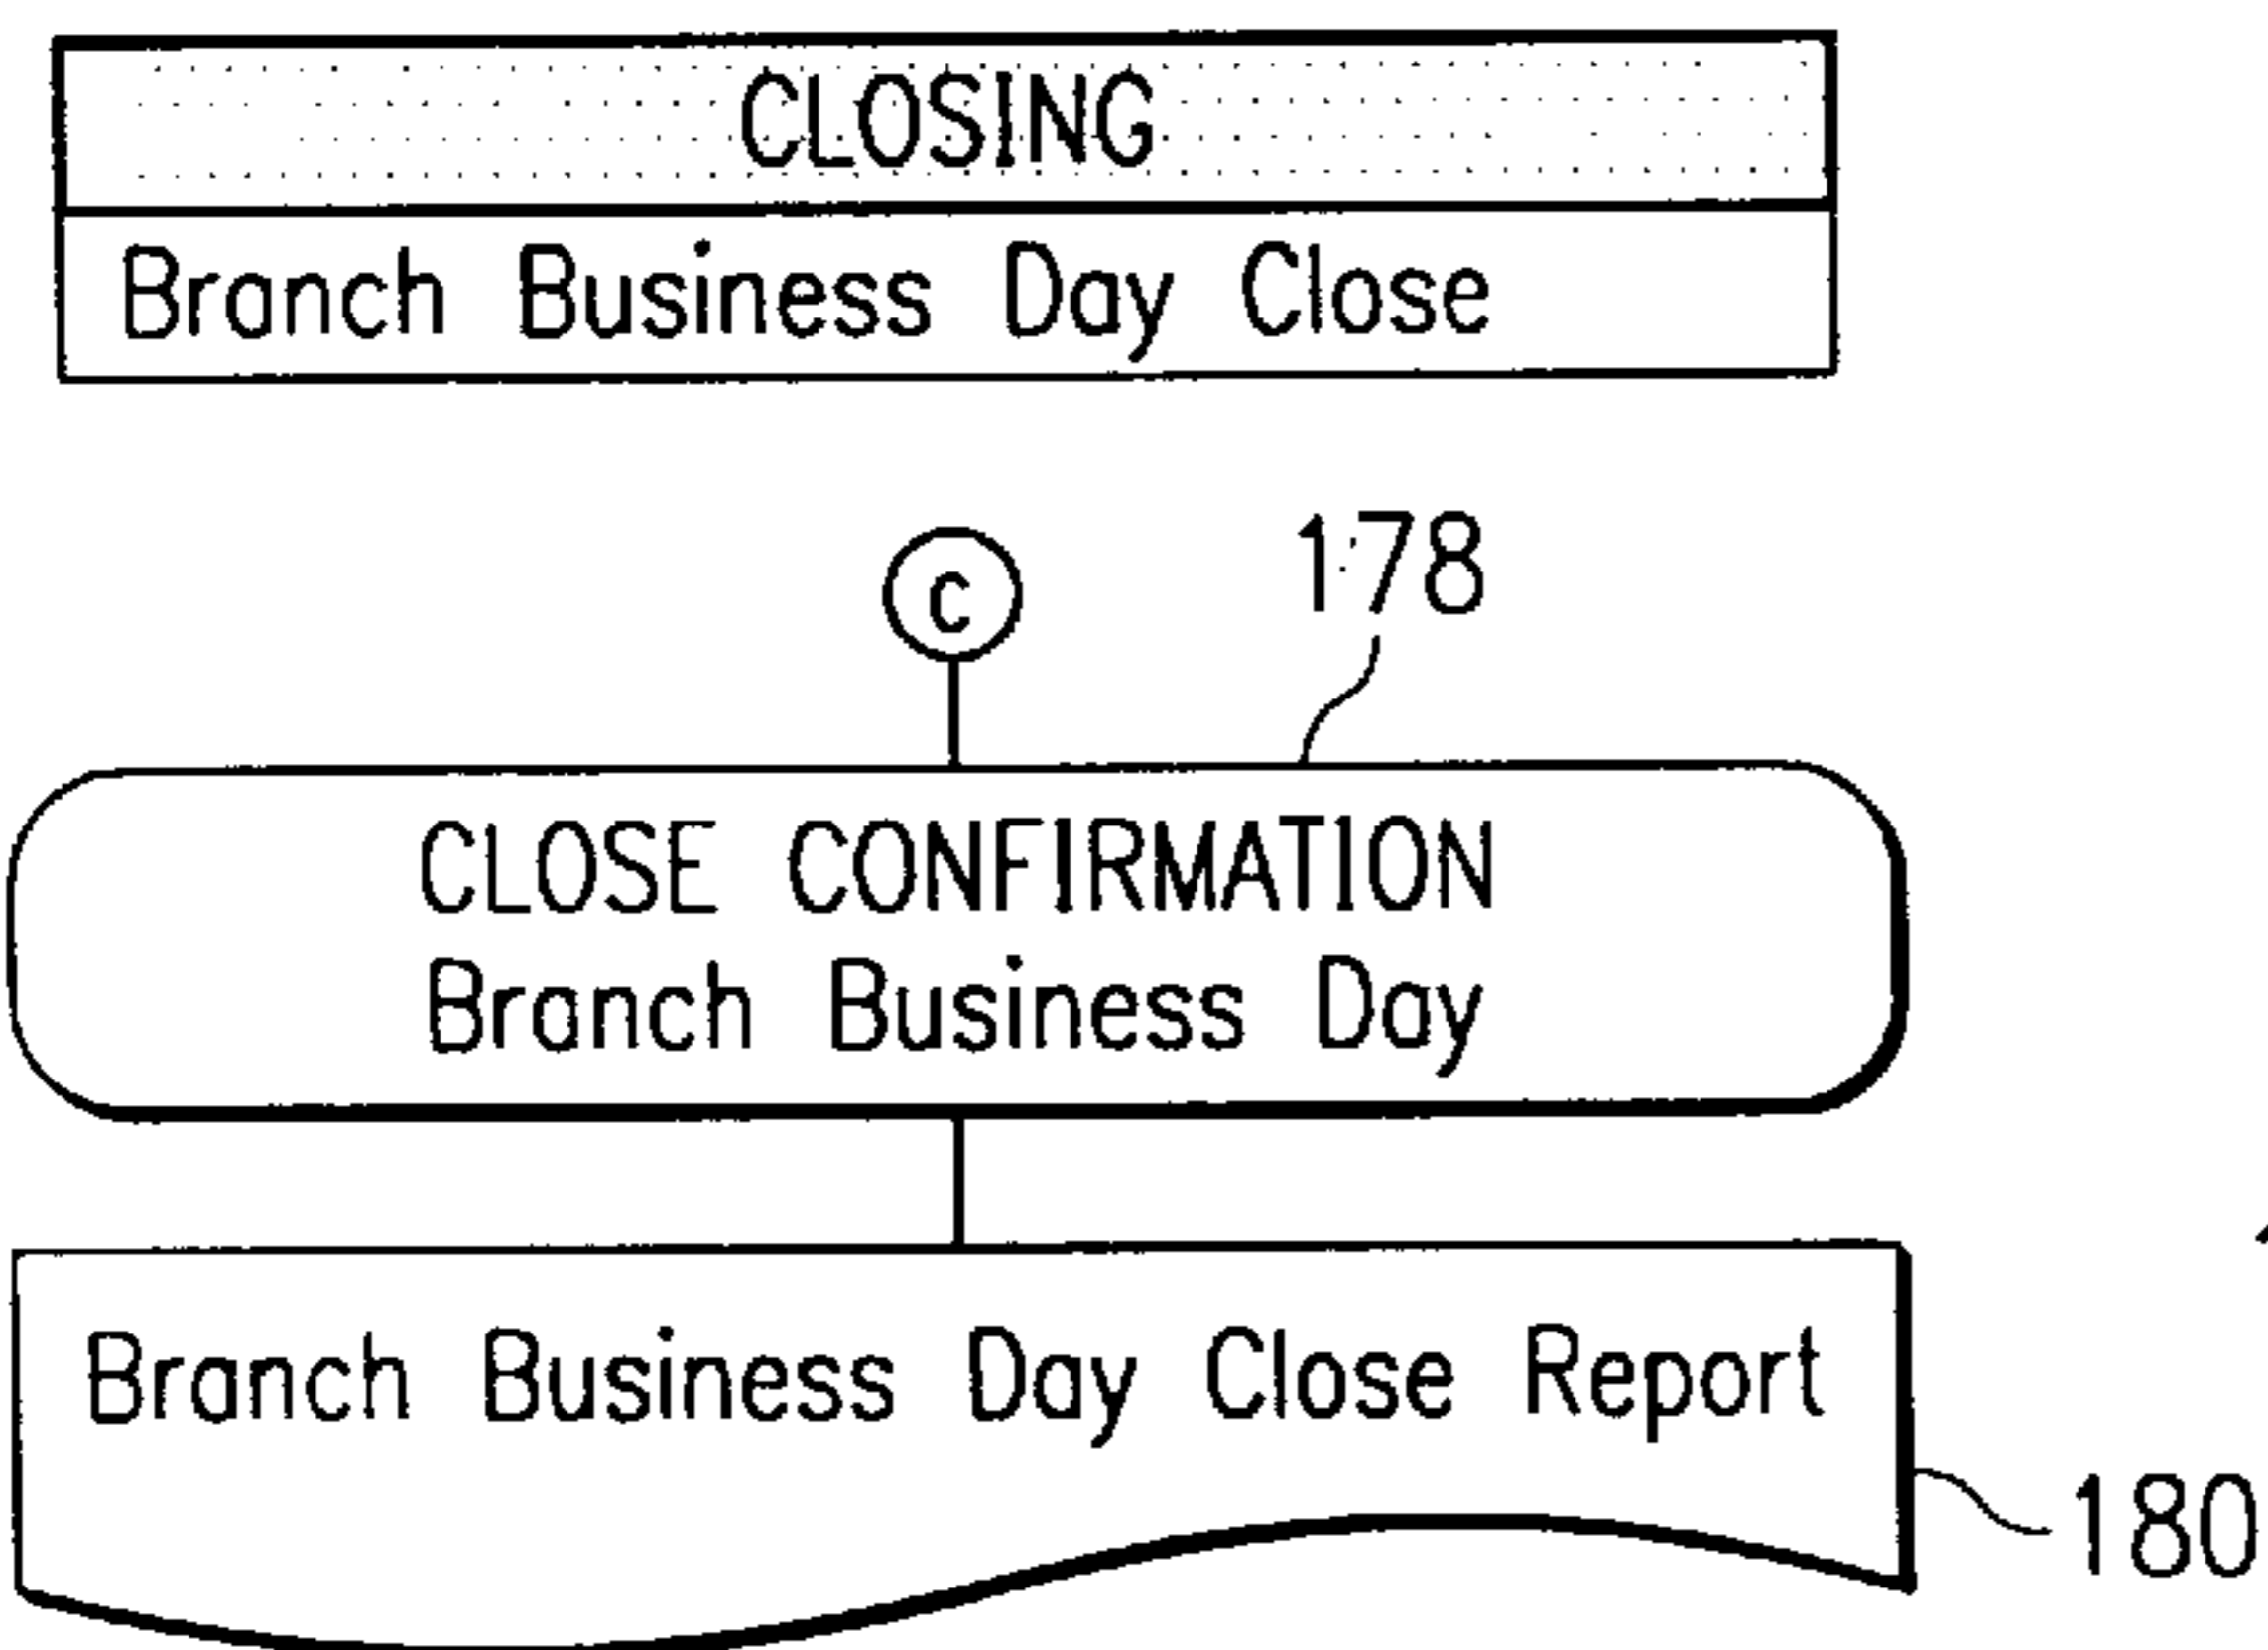 CLOSING
Branch Business Day Close
c
178
CLOSE CONFIRMATION
Branch Business Day
Branch Business Day Close Report
180